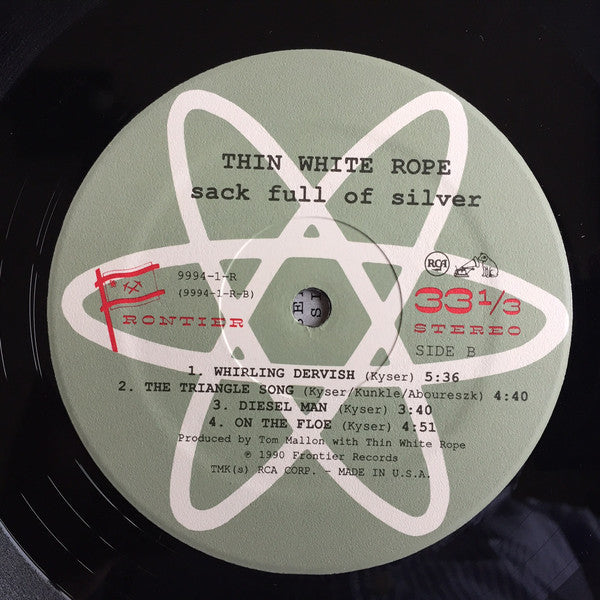 THIN WHITE ROPE
sack full of silver
9994-1-R
(9994-1-R-B)
FRONTIER
RCA
33 1/3
STEREO
SIDE B
1. WHIRLING DERVISH (Kyser) 5:36
2. THE TRIANGLE SONG (Kyser/Kunkle/Aboureszk) 4:40
3. DIESEL MAN (Kyser) 3:40
4. ON THE FLOE (Kyser) 4:51
Produced by Tom Mallon with Thin White Rope
℗ 1990 Frontier Records
TMK(s) RCA CORP. - MADE IN U.S.A.